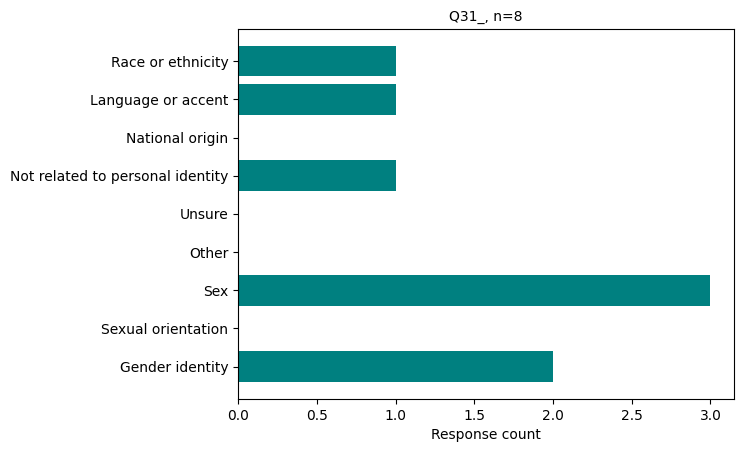 Q31_, n=8
Race or ethnicity
Language or accent
National origin
Not related to personal identity
Unsure
Other
Sex
Sexual orientation
Gender identity
0.0 0.5 1.0 1.5 2.0 2.5 3.0
Response count